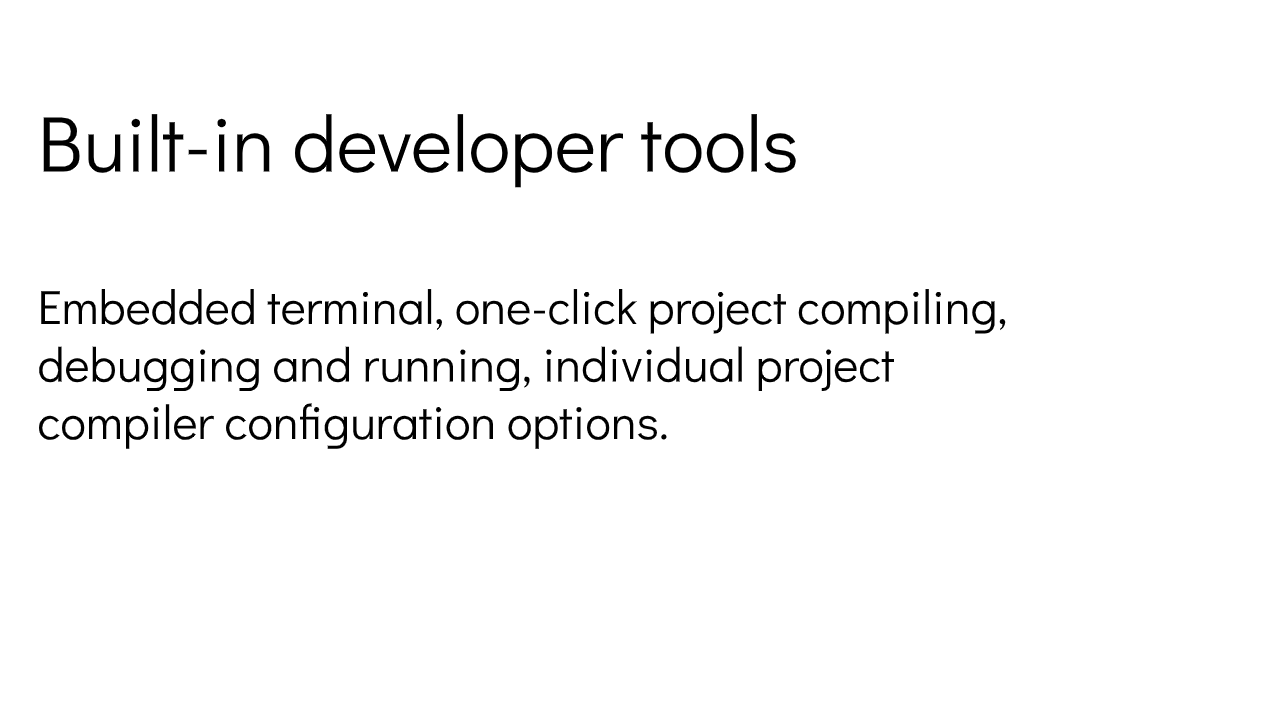 Built-in developer tools
Embedded terminal, one-click project compiling,
debugging and running, individual project
compiler configuration options.